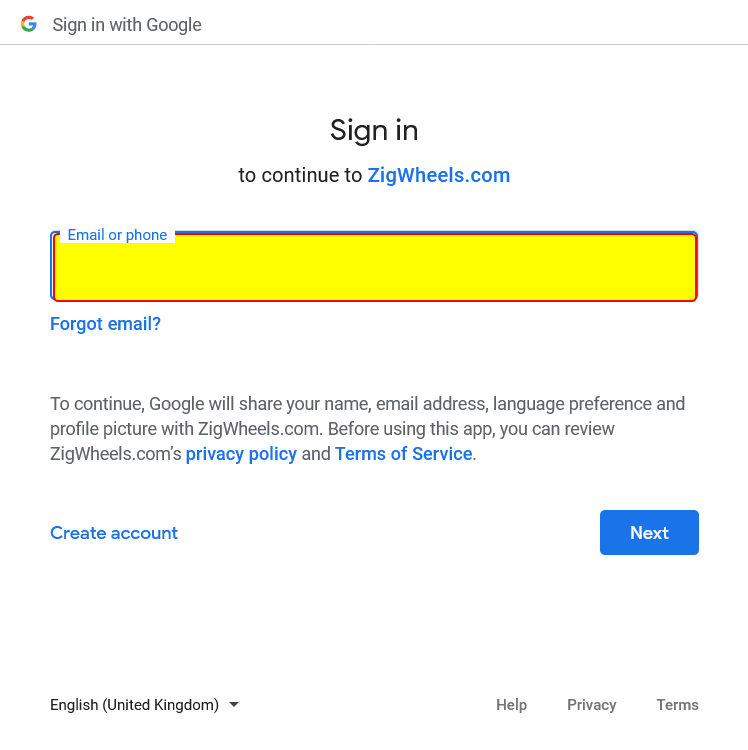 Sign in with Google
Sign in
to continue to ZigWheels.com
Email or phone
Forgot email?
To continue, Google will share your name, email address, language preference and
profile picture with ZigWheels.com. Before using this app, you can review
ZigWheels.com’s privacy policy and Terms of Service.
Create account
Next
English (United Kingdom)
Help Privacy Terms